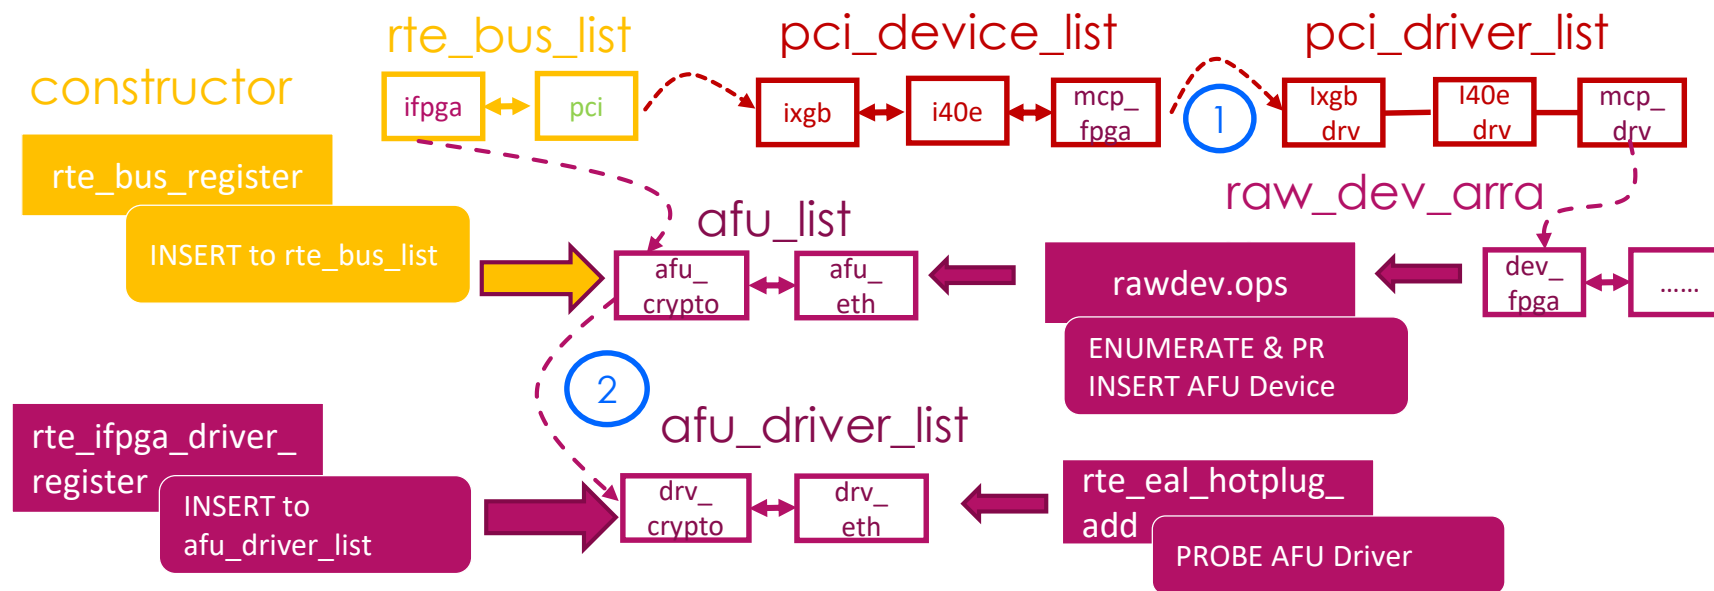 rte_bus_list
pci_device_list
pci_driver_list
constructor
ifpga
pci
ixgb
i40e
mcp_
fpga
1
Ixgb
drv
I40e
drv
mcp_
drv
rte_bus_register
INSERT to rte_bus_list
afu_list
raw_dev_arra
afu_
crypto
afu_
eth
rawdev.ops
ENUMERATE & PR
INSERT AFU Device
dev_
fpga
......
2
afu_driver_list
rte_ifpga_driver_
register
INSERT to
afu_driver_list
drv_
crypto
drv_
eth
rte_eal_hotplug_
add
PROBE AFU Driver